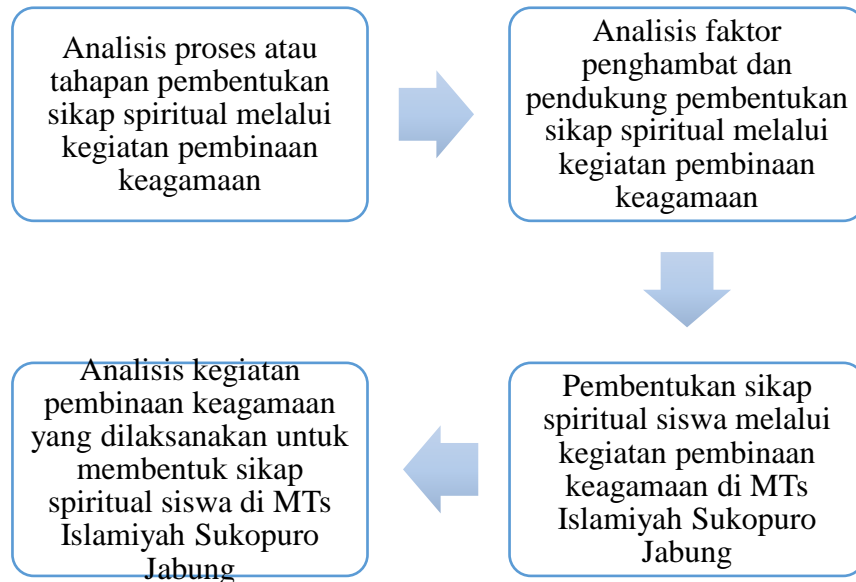 Analisis proses atau
tahapan pembentukan
sikap spiritual melalui
kegiatan pembinaan
keagamaan
Analisis faktor
penghambat dan
pendukung pembentukan
sikap spiritual melalui
kegiatan pembinaan
keagamaan
Pembentukan sikap
spiritual siswa melalui
kegiatan pembinaan
keagamaan di MTs
Islamiyah Sukopuro
Jabung
Analisis kegiatan
pembinaan keagamaan
yang dilaksanakan untuk
membentuk sikap
spiritual siswa di MTs
Islamiyah Sukopuro
Jabung